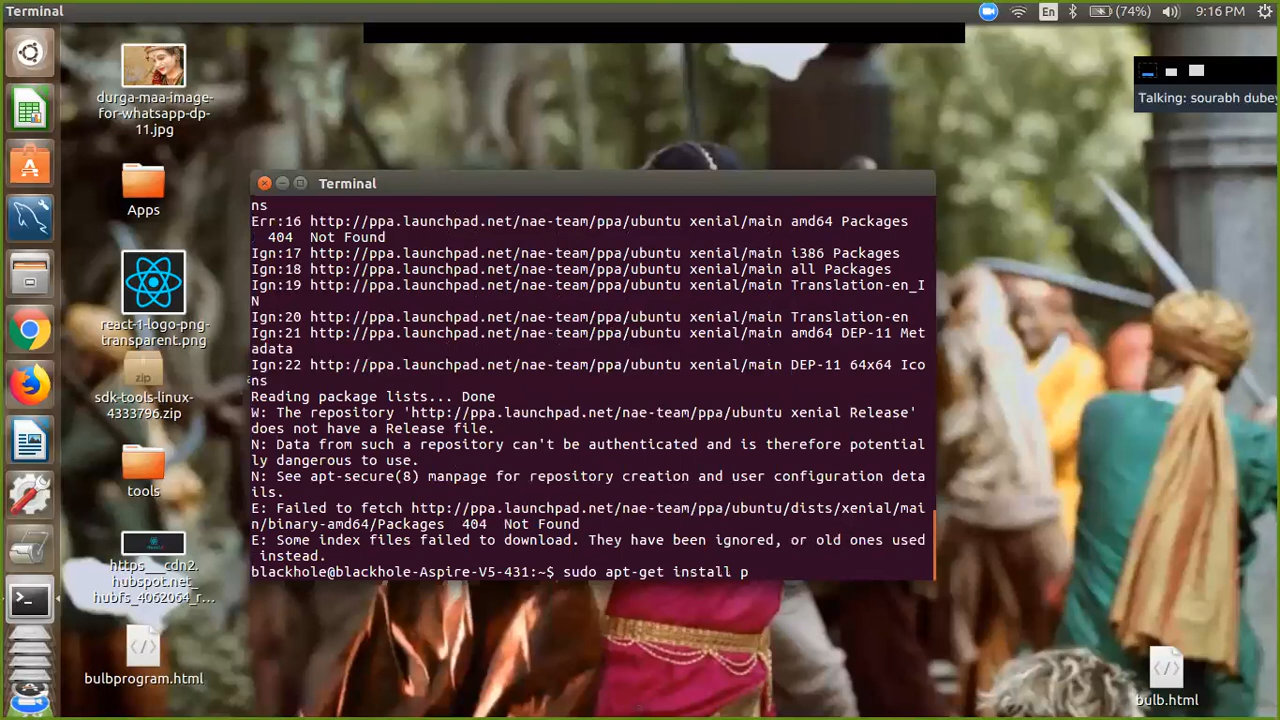 Terminal
En
(74%)
9:16 PM
Talking: sourabh dubey
durga-maa-image-
for-whatsapp-dp-
11.jpg
Apps
react-1-logo-png-
transparent.png
zip
sdk-tools-linux-
4333796.zip
tools
https___cdn2.
hubspot.net_
hubfs_4062064_r...
bulbprogram.html
bulb.html
Terminal
ns
Err:16 http://ppa.launchpad.net/nae-team/ppa/ubuntu xenial/main amd64 Packages
404 Not Found
Ign:17 http://ppa.launchpad.net/nae-team/ppa/ubuntu xenial/main i386 Packages
Ign:18 http://ppa.launchpad.net/nae-team/ppa/ubuntu xenial/main all Packages
Ign:19 http://ppa.launchpad.net/nae-team/ppa/ubuntu xenial/main Translation-en_I
N
Ign:20 http://ppa.launchpad.net/nae-team/ppa/ubuntu xenial/main Translation-en
Ign:21 http://ppa.launchpad.net/nae-team/ppa/ubuntu xenial/main amd64 DEP-11 Met
adata
Ign:22 http://ppa.launchpad.net/nae-team/ppa/ubuntu xenial/main DEP-11 64x64 Ico
ns
Reading package lists... Done
W: The repository 'http://ppa.launchpad.net/nae-team/ppa/ubuntu xenial Release'
does not have a Release file.
N: Data from such a repository can't be authenticated and is therefore potential
ly dangerous to use.
N: See apt-secure(8) manpage for repository creation and user configuration deta
ils.
E: Failed to fetch http://ppa.launchpad.net/nae-team/ppa/ubuntu/dists/xenial/mai
n/binary-amd64/Packages 404 Not Found
E: Some index files failed to download. They have been ignored, or old ones used
instead.
blackhole@blackhole-Aspire-V5-431:~$ sudo apt-get install p